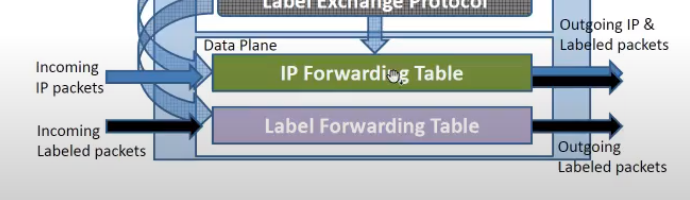 Label Exchange Protocol
Outgoing IP &
Labeled packets
Data Plane
Incoming
IP packets
IP Forwarding Table
Incoming
Labeled packets
Label Forwarding Table
Outgoing
Labeled packets